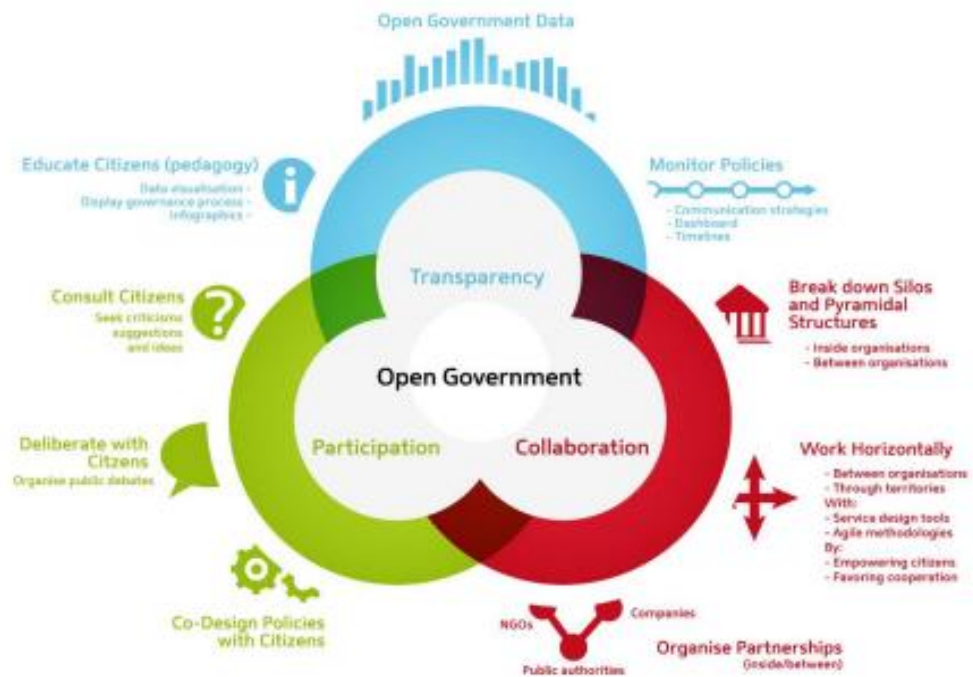 Open Government Data
Educate Citizens (pedagogy)
Data visualisation -
Display governance process -
Infographics -
Monitor Policies
- Communication strategies
- Dashboard
- Timelines
Transparency
Consult Citizens
Seek criticisms
suggestions
and ideas
Break down Silos
and Pyramidal
Structures
- Inside organisations
- Between organisations
Open Government
Participation
Collaboration
Deliberate with
Citzens
Organise public debates
Work Horizontally
- Between organisations
- Through territories
With:
- Service design tools
- Agile methodologies
By:
- Empowering citizens
- Favoring cooperation
Co-Design Policies
with Citizens
NGOs
Companies
Public authorities
Organise Partnerships
(inside/between)